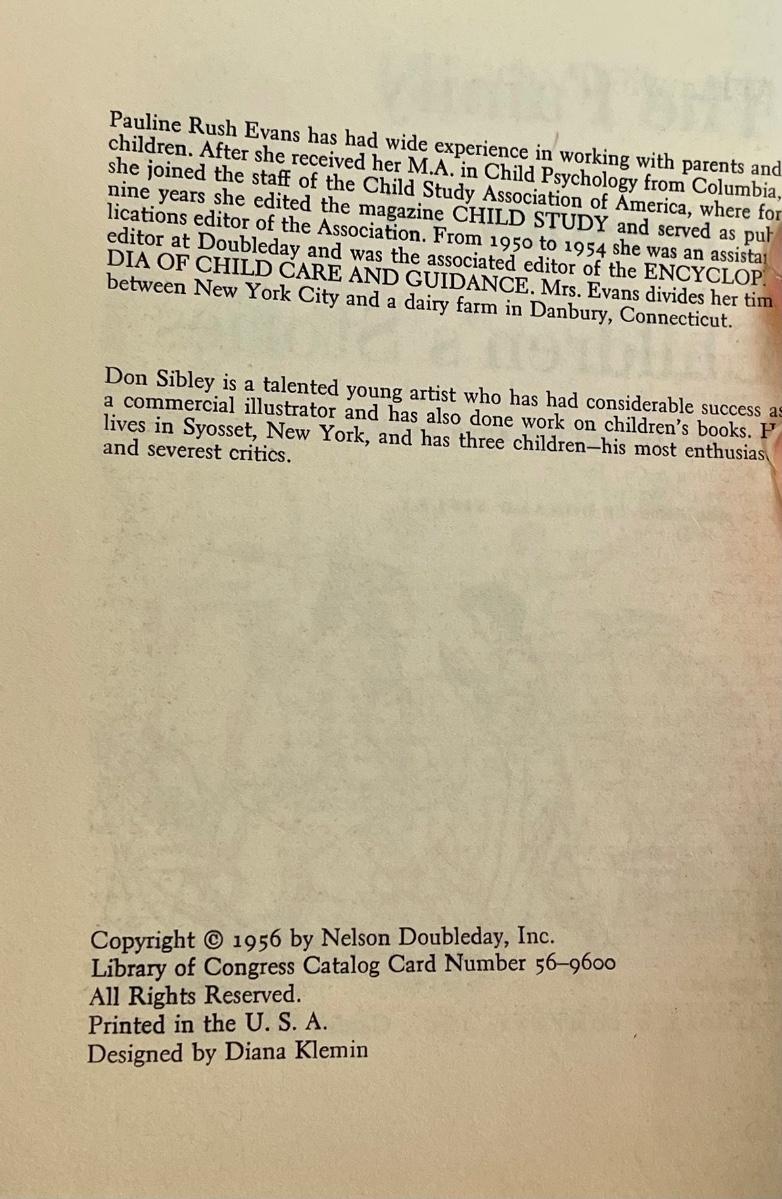 Pauline Rush Evans has had wide experience in working with parents and
children. After she received her M.A. in Child Psychology from Columbia,
she joined the staff of the Child Study Association of America, where for
nine years she edited the magazine CHILD STUDY and served as pub
lications editor of the Association. From 1950 to 1954 she was an assista
editor at Doubleday and was the associated editor of the ENCYCLOP
DIA OF CHILD CARE AND GUIDANCE. Mrs. Evans divides her tim
between New York City and a dairy farm in Danbury, Connecticut.
Don Sibley is a talented young artist who has had considerable success as
a commercial illustrator and has also done work on children's books. H
lives in Syosset, New York, and has three children—his most enthusias
and severest critics.
Copyright © 1956 by Nelson Doubleday, Inc.
Library of Congress Catalog Card Number 56–9600
All Rights Reserved.
Printed in the U. S. A.
Designed by Diana Klemin